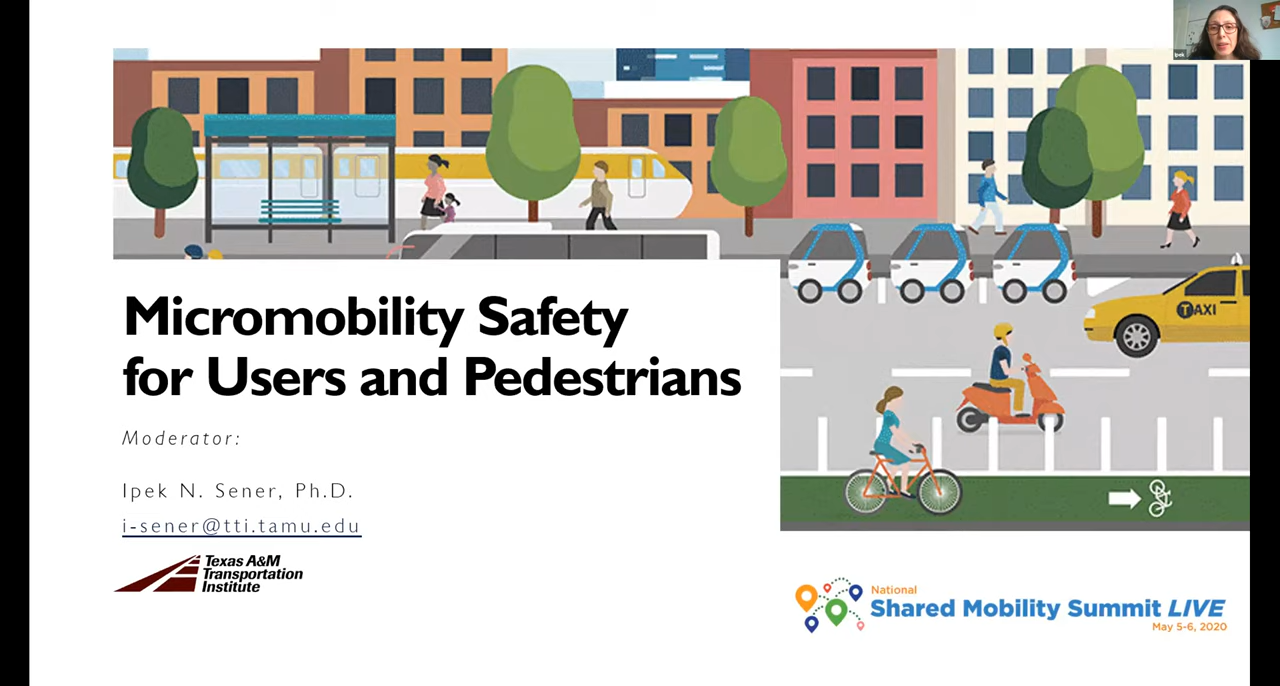 Ipek
TAXI
Micromobility Safety
for Users and Pedestrians
Moderator:
Ipek N. Sener, Ph.D.
i-sener@tti.tamu.edu
Texas A&M
Transportation
Institute
National
Shared Mobility Summit LIVE
May 5-6, 2020